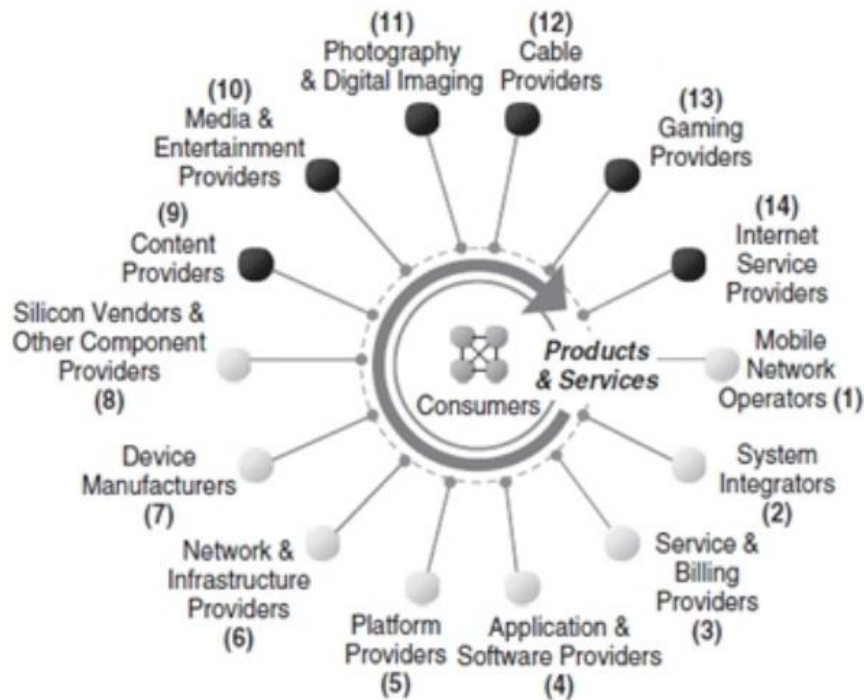 (11)
Photography
& Digital Imaging
(12)
Cable
Providers
(10)
Media &
Entertainment
Providers
(13)
Gaming
Providers
(9)
Content
Providers
(14)
Internet
Service
Providers
Silicon Vendors &
Other Component
Providers
(8)
Consumers
Products
& Services
Mobile
Network
Operators (1)
Device
Manufacturers
(7)
System
Integrators
(2)
Network &
Infrastructure
Providers
(6)
Service &
Billing
Providers
(3)
Platform
Providers
(5)
Application &
Software Providers
(4)